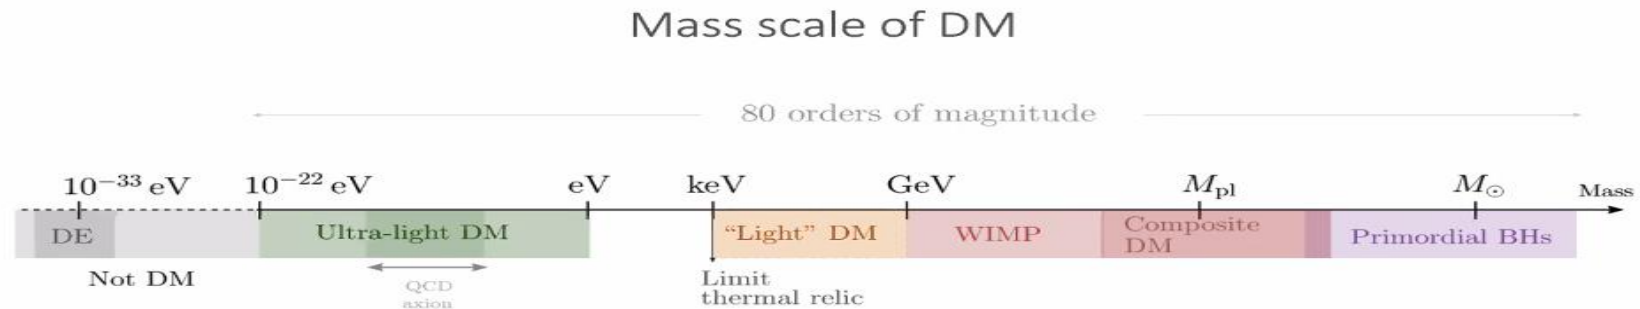 Mass scale of DM
80 orders of magnitude
10⁻³³ eV 10⁻²² eV eV keV GeV M_pl M_⊙ Mass
DE Ultra-light DM “Light” DM WIMP Composite DM Primordial BHs
Not DM
QCD
axion
Limit
thermal relic